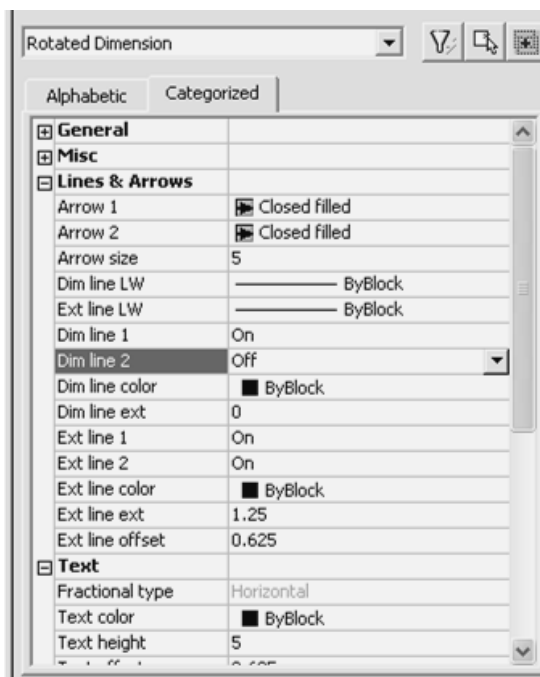 Rotated Dimension
Alphabetic Categorized
General
Misc
Lines & Arrows
Arrow 1 Closed filled
Arrow 2 Closed filled
Arrow size 5
Dim line LW ByBlock
Ext line LW ByBlock
Dim line 1 On
Dim line 2 Off
Dim line color ByBlock
Dim line ext 0
Ext line 1 On
Ext line 2 On
Ext line color ByBlock
Ext line ext 1.25
Ext line offset 0.625
Text
Fractional type Horizontal
Text color ByBlock
Text height 5